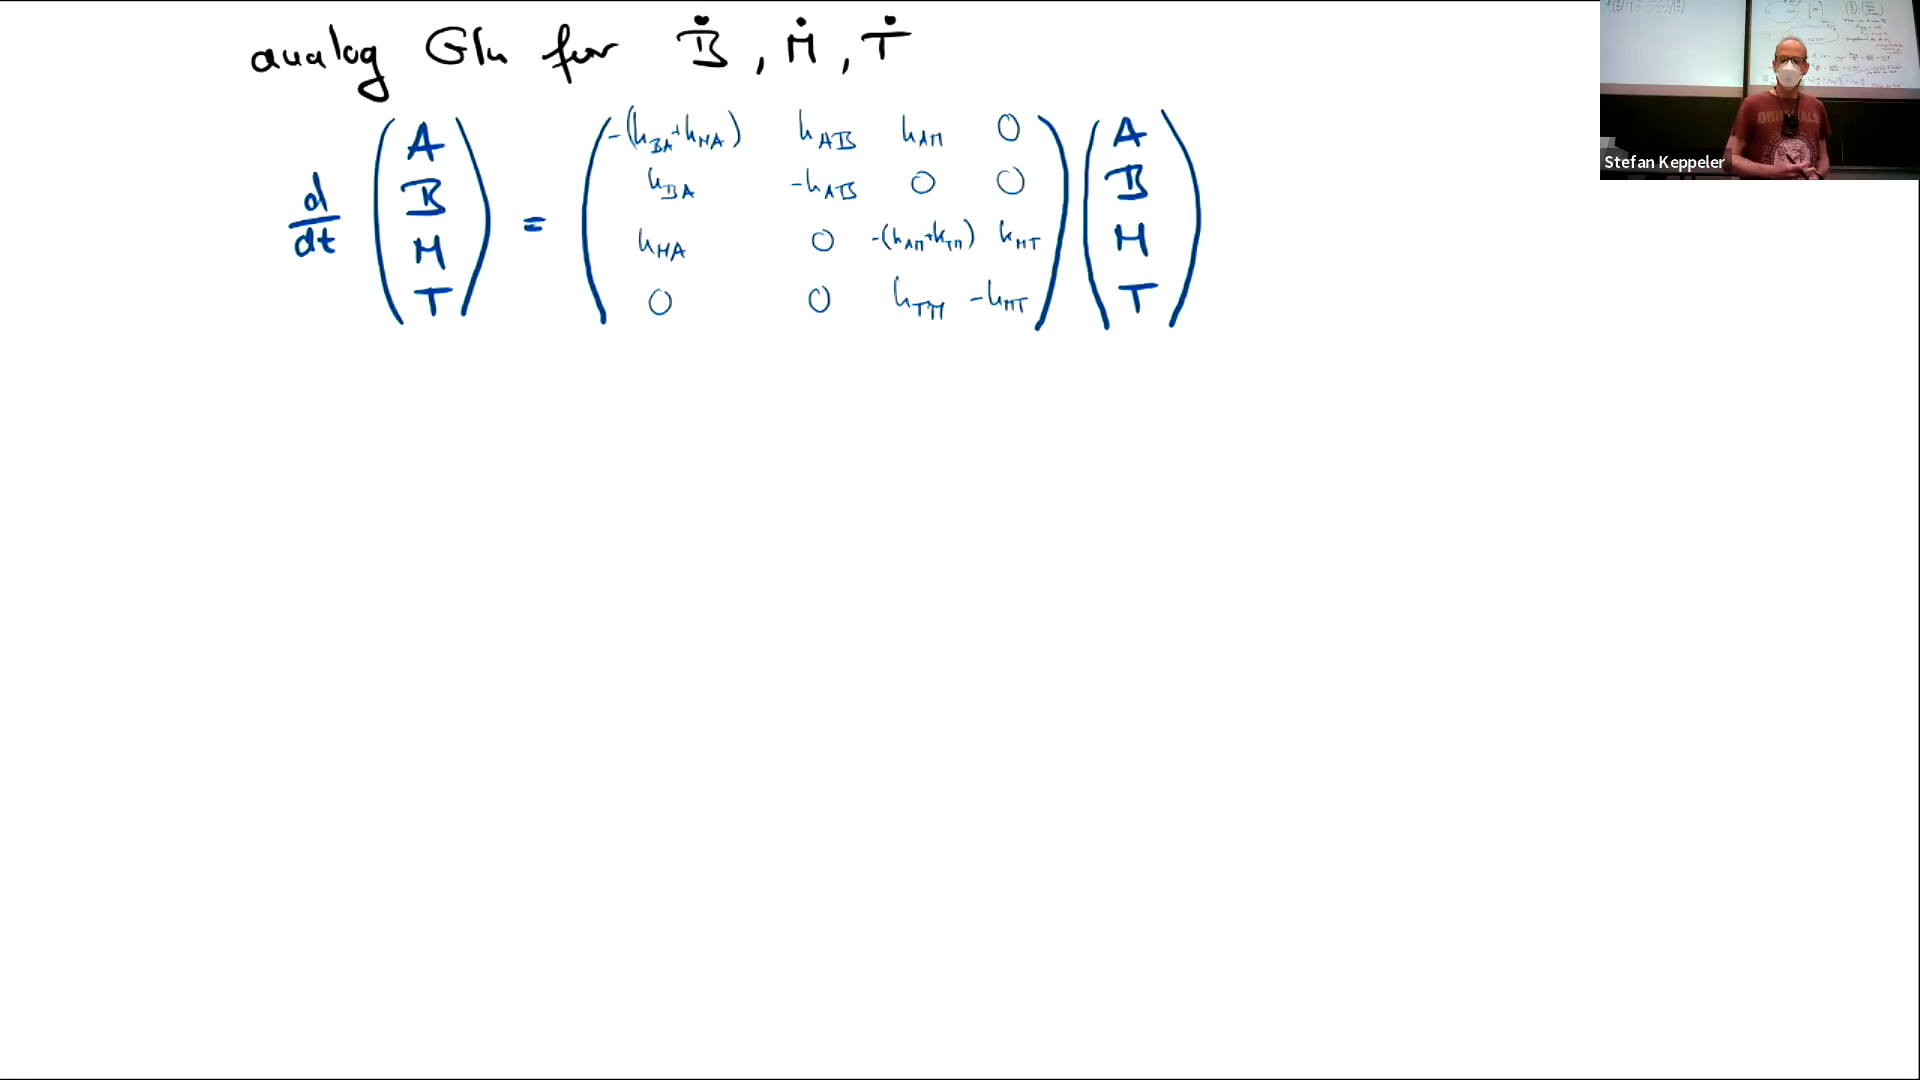 analog Gln für Ḃ, Ṁ, Ṫ
d/dt (A B M T) = 
-(k_BA+k_MA) k_AB k_AM 0
k_BA -k_AB 0 0
k_MA 0 -(k_AM+k_TM) k_MT
0 0 k_TM -k_MT
(A B M T)
Stefan Keppeler